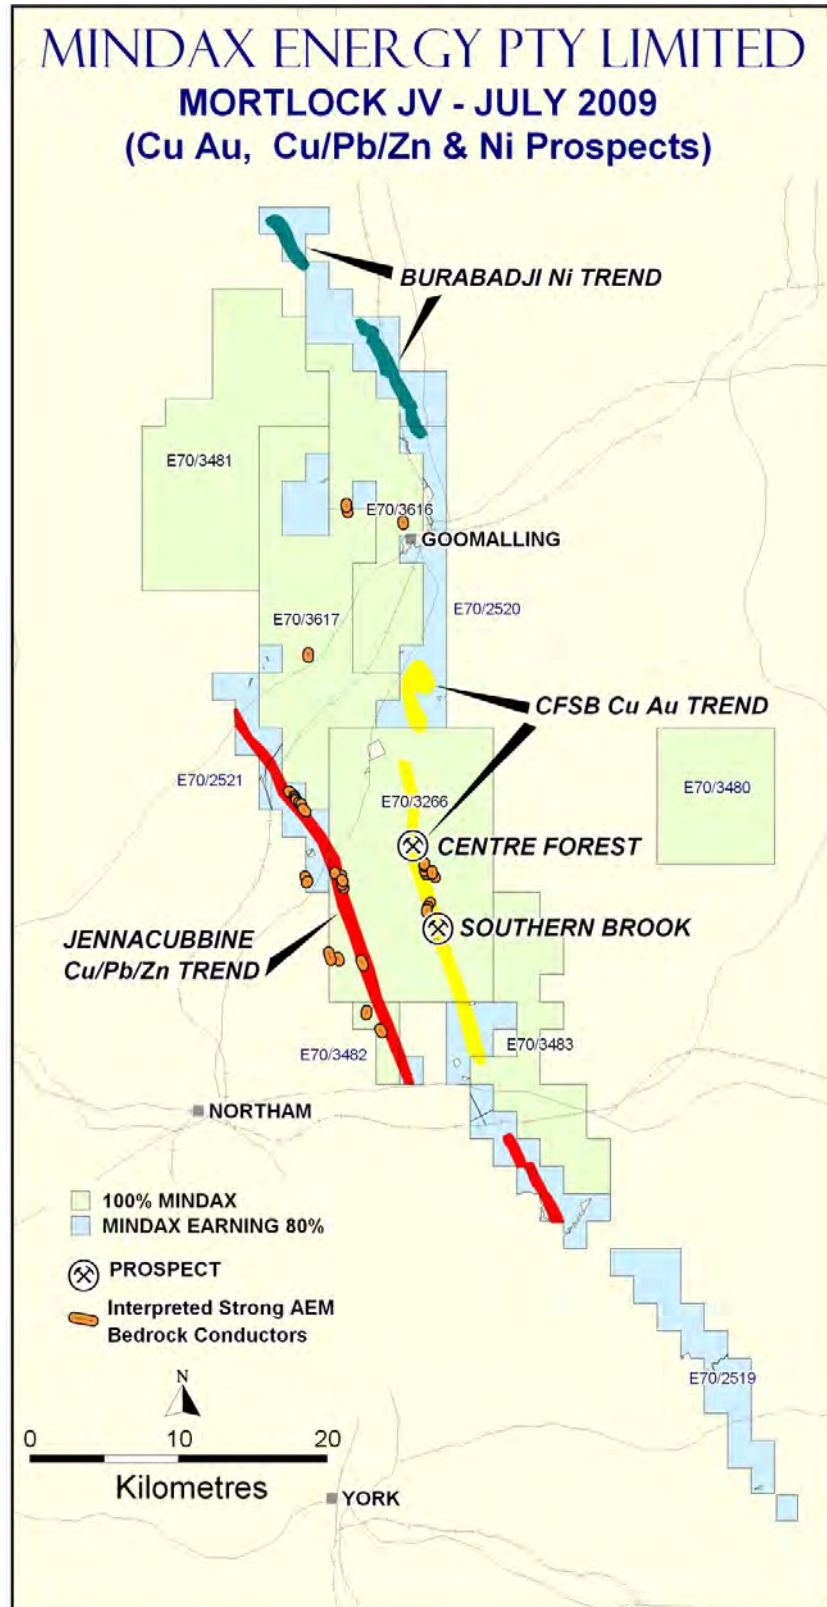 MINDAX ENERGY PTY LIMITED
MORTLOCK JV - JULY 2009
(Cu Au, Cu/Pb/Zn & Ni Prospects)
BURABADJI Ni TREND
E70/3481
E70/3616
GOOMALLING
E70/3617
E70/2520
CFSB Cu Au TREND
E70/2521
E70/3266
E70/3480
CENTRE FOREST
SOUTHERN BROOK
JENNACUBBINE
Cu/Pb/Zn TREND
E70/3482
E70/3483
NORTHAM
100% MINDAX
MINDAX EARNING 80%
PROSPECT
Interpreted Strong AEM
Bedrock Conductors
E70/2519
N
0 10 20
Kilometres
YORK